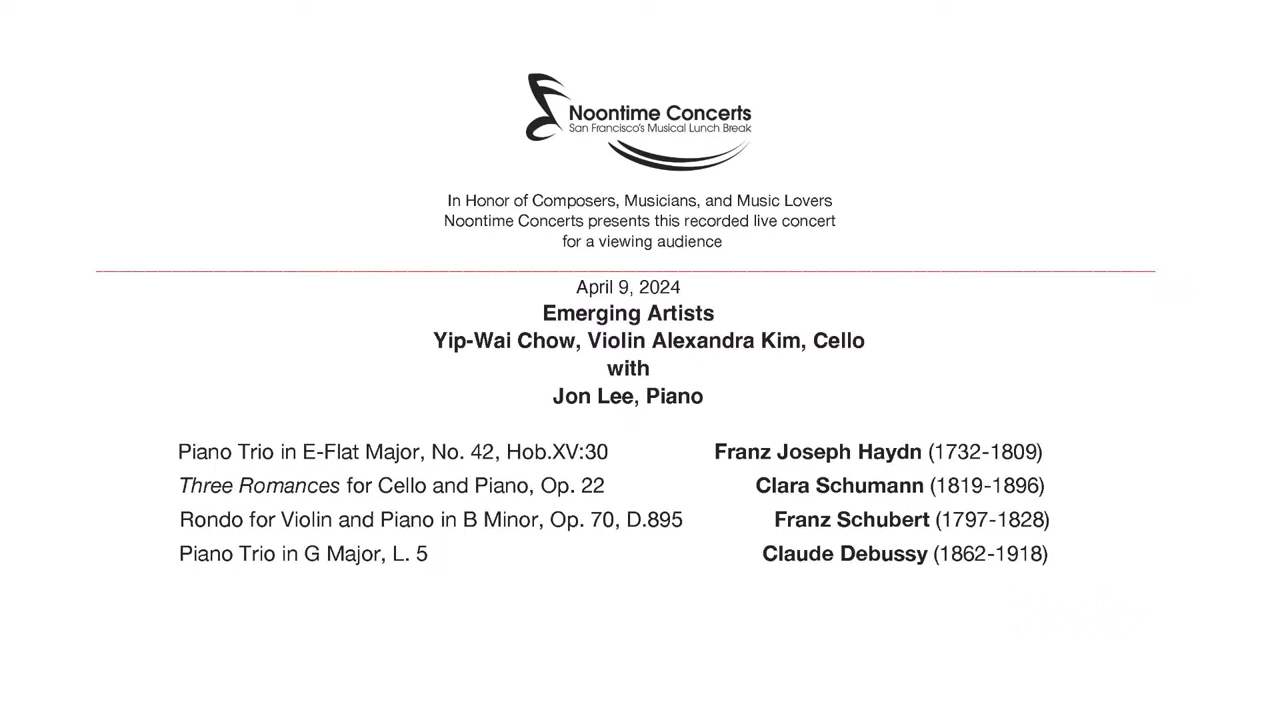 Noontime Concerts
San Francisco's Musical Lunch Break
In Honor of Composers, Musicians, and Music Lovers
Noontime Concerts presents this recorded live concert
for a viewing audience
April 9, 2024
Emerging Artists
Yip-Wai Chow, Violin Alexandra Kim, Cello
with
Jon Lee, Piano
Piano Trio in E-Flat Major, No. 42, Hob.XV:30 Franz Joseph Haydn (1732-1809)
Three Romances for Cello and Piano, Op. 22 Clara Schumann (1819-1896)
Rondo for Violin and Piano in B Minor, Op. 70, D.895 Franz Schubert (1797-1828)
Piano Trio in G Major, L. 5 Claude Debussy (1862-1918)